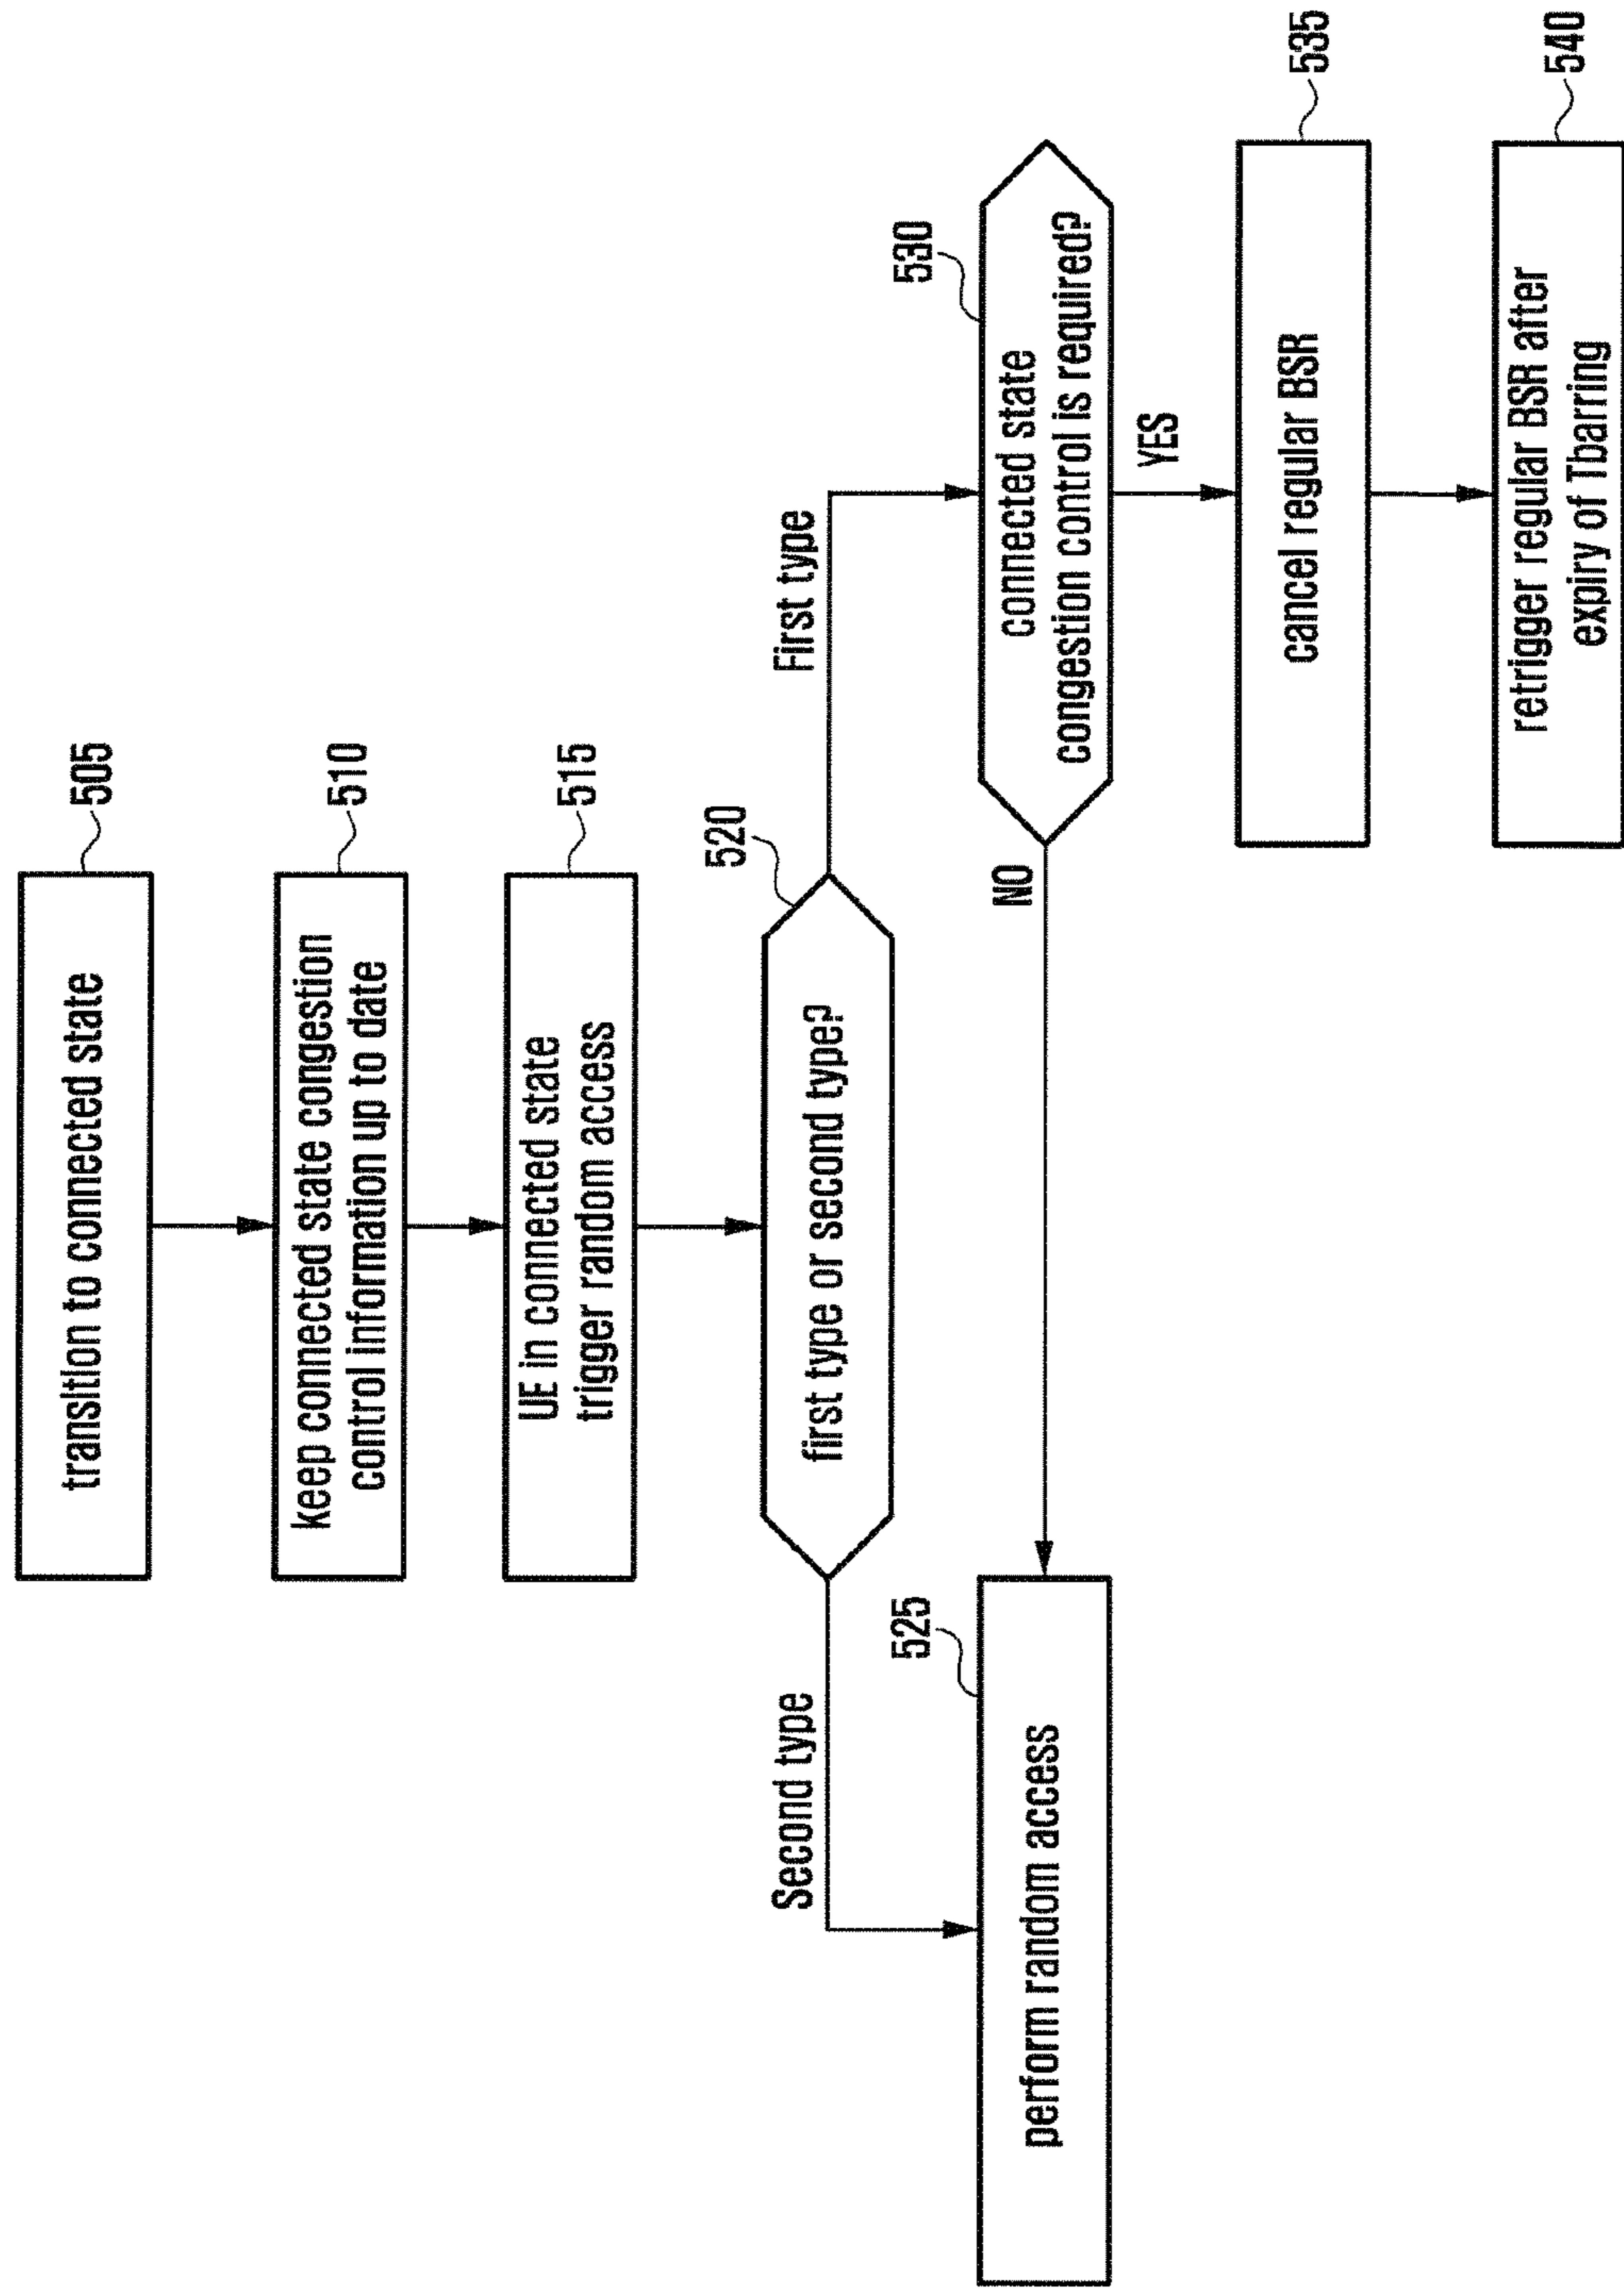 505
transition to connected state
510
keep connected state congestion
control information up to date
515
UE in connected state
trigger random access
520
first type or second type?
Second type
First type
525
perform random access
530
connected state
congestion control is required?
NO
YES
535
cancel regular BSR
540
retrigger regular BSR after
expiry of Tbarring